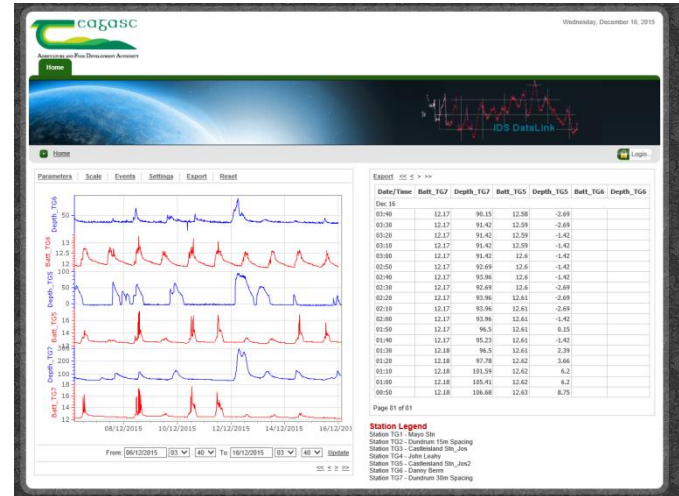 Wednesday, December 16, 2015
teagasc
Agriculture and Food Development Authority
Home
IDS DataLink
Home
Login
Parameters Scale Events Settings Export Reset
Depth_TG6
50
Batt_TG6
13
12.5
12
Depth_TG5
100
50
0
Batt_TG5
16
14
12
Depth_TG7
300
200
100
Batt_TG7
18
16
14
12
08/12/2015 10/12/2015 12/12/2015 14/12/2015 16/12/201
From: 06/12/2015 03 40 To: 16/12/2015 03 40 Update
<< < > >>
Export << < > >>
Date/Time Batt_TG7 Depth_TG7 Batt_TG5 Depth_TG5 Batt_TG6 Depth_TG6
Dec 16
03:40 12.17 90.15 12.58 -2.69
03:30 12.17 91.42 12.59 -2.69
03:20 12.17 91.42 12.59 -1.42
03:10 12.17 91.42 12.59 -1.42
03:00 12.17 91.42 12.6 -1.42
02:50 12.17 92.69 12.6 -1.42
02:40 12.17 93.96 12.6 -2.69
02:30 12.17 92.69 12.6 -2.69
02:20 12.17 93.96 12.61 -2.69
02:10 12.17 93.96 12.61 -2.69
02:00 12.17 93.96 12.61 -1.42
01:50 12.17 96.5 12.61 0.15
01:40 12.17 95.23 12.61 -1.42
01:30 12.18 96.5 12.61 2.39
01:20 12.18 97.78 12.62 3.66
01:10 12.18 101.59 12.62 6.2
01:00 12.18 105.41 12.62 6.2
00:50 12.18 106.68 12.63 8.75
Page 81 of 81
Station Legend
Station TG1 - Mayo Stn
Station TG2 - Dundrum 15m Spacing
Station TG3 - Castleisland Stn_Jos
Station TG4 - John Leahy
Station TG5 - Castleisland Stn_Jos2
Station TG6 - Danny Berm
Station TG7 - Dundrum 30m Spacing